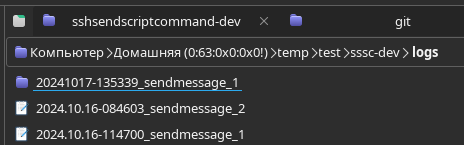 sshsendscriptcommand-dev × git
Компьютер > Домашняя (0:63:0x0:0x0!) > temp > test > sssc-dev > logs
20241017-135339_sendmessage_1
2024.10.16-084603_sendmessage_2
2024.10.16-114700_sendmessage_1